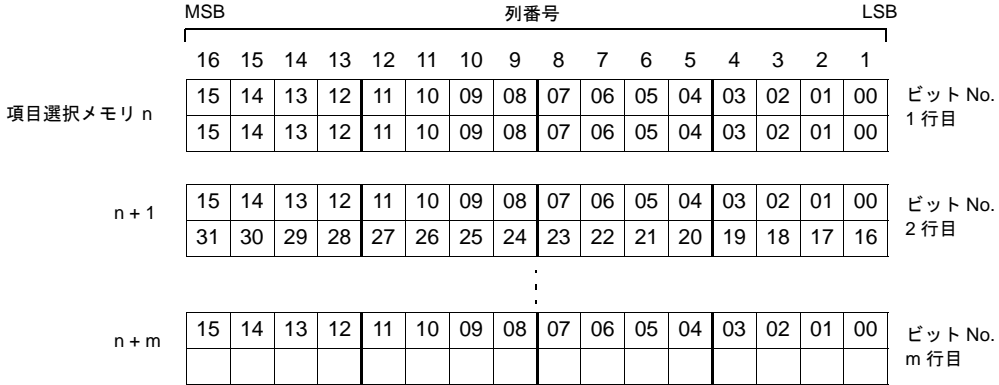 MSB 列番号 LSB
16 15 14 13 12 11 10 9 8 7 6 5 4 3 2 1
項目選択メモリ n
15 14 13 12 11 10 09 08 07 06 05 04 03 02 01 00 ビット No.
15 14 13 12 11 10 09 08 07 06 05 04 03 02 01 00 1 行目
n + 1
15 14 13 12 11 10 09 08 07 06 05 04 03 02 01 00 ビット No.
31 30 29 28 27 26 25 24 23 22 21 20 19 18 17 16 2 行目
n + m
15 14 13 12 11 10 09 08 07 06 05 04 03 02 01 00 ビット No.
m 行目